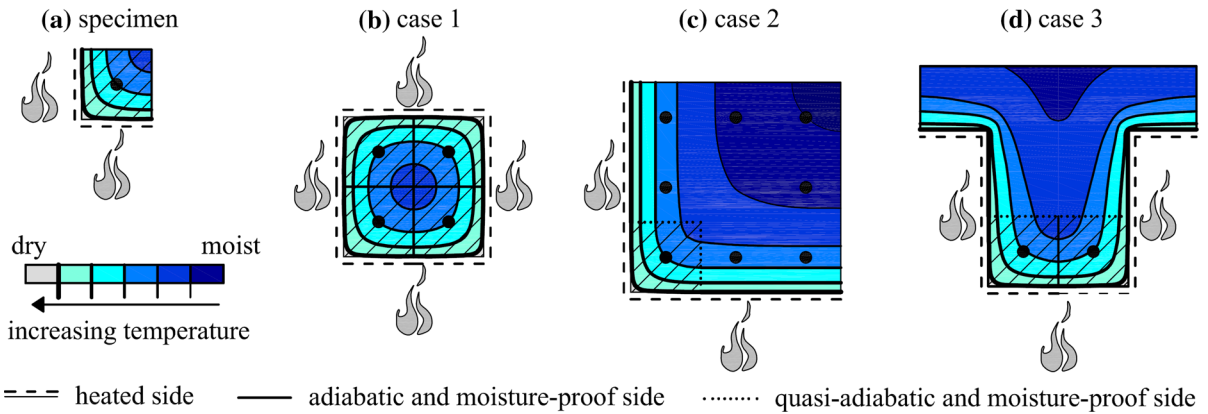 (a) specimen
(b) case 1
(c) case 2
(d) case 3
dry moist
increasing temperature
heated side
adiabatic and moisture-proof side
quasi-adiabatic and moisture-proof side